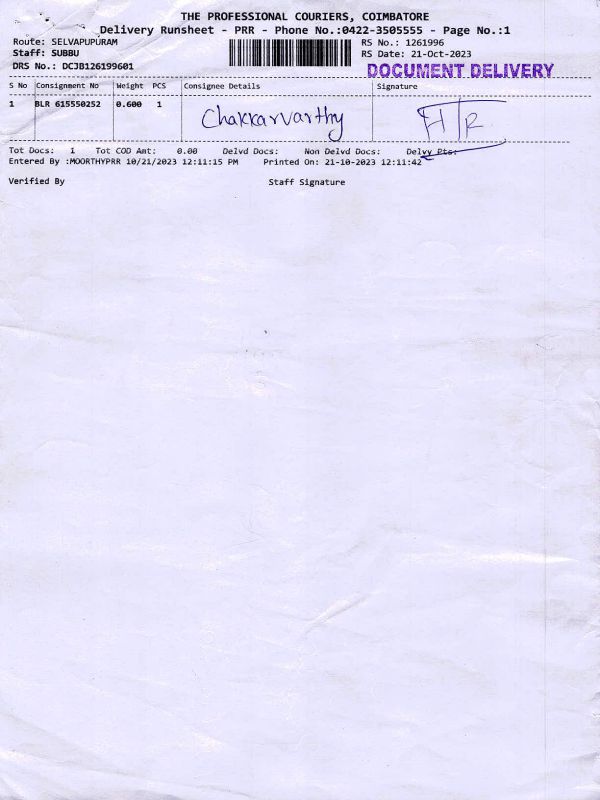 THE PROFESSIONAL COURIERS, COIMBATORE
Delivery Runsheet - PRR - Phone No.:0422-3505555 - Page No.:1
Route: SELVAPUPURAM RS No.: 1261996
Staff: SUBBU RS Date: 21-Oct-2023
DRS No.: DCJB126199601 DOCUMENT DELIVERY
S No Consignment No Weight PCS Consignee Details Signature
1 BLR 615550252 0.600 1 Chakkarvarthy
Tot Docs: 1 Tot COD Amt: 0.00 Delvd Docs: Non Delvd Docs: Delvy Pts:
Entered By :MOORTHYPRR 10/21/2023 12:11:15 PM Printed On: 21-10-2023 12:11:42
Verified By Staff Signature